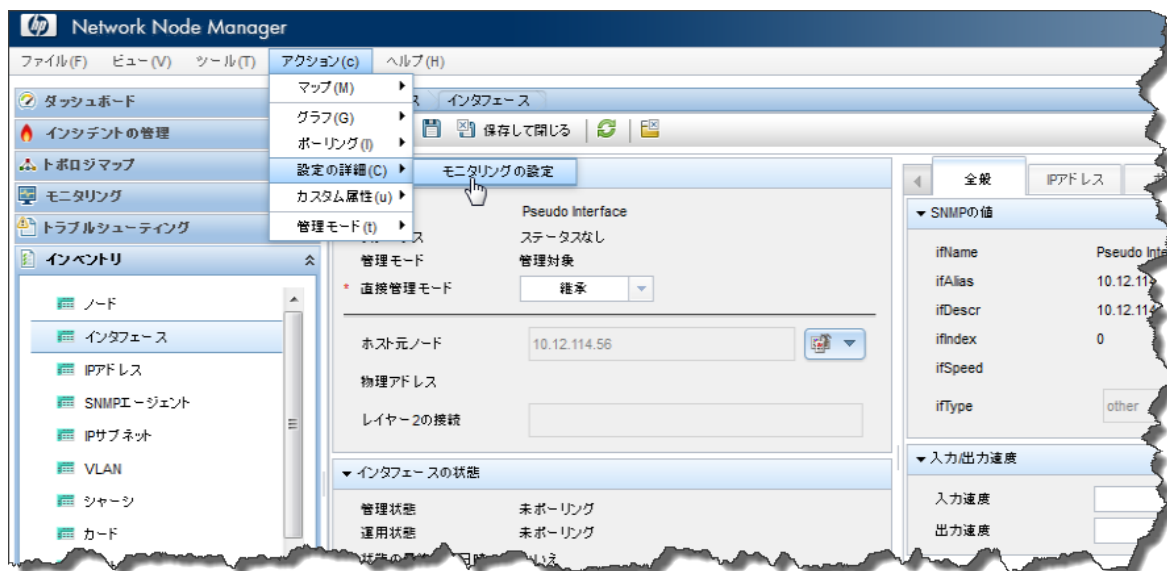 hp Network Node Manager
ファイル(F) ビュー(V) ツール(T) アクション(c) ヘルプ(H)
マップ(M)
グラフ(G)
ポーリング(l)
設定の詳細(C)
カスタム属性(u)
管理モード(t)
モニタリングの設定
ダッシュボード
インシデントの管理
トポロジマップ
モニタリング
トラブルシューティング
インベントリ
ノード
インタフェース
IPアドレス
SNMPエージェント
IPサブネット
VLAN
シャーシ
カード
インタフェース
保存して閉じる
Pseudo Interface
ステータスなし
管理モード 管理対象
* 直接管理モード 継承
ホスト元ノード 10.12.114.56
物理アドレス
レイヤー2の接続
インタフェースの状態
管理状態 未ポーリング
運用状態 未ポーリング
全般 IPアドレス
SNMPの値
ifName Pseudo Inte
ifAlias 10.12.114
ifDescr 10.12.114
ifIndex 0
ifSpeed
ifType other
入力/出力速度
入力速度
出力速度